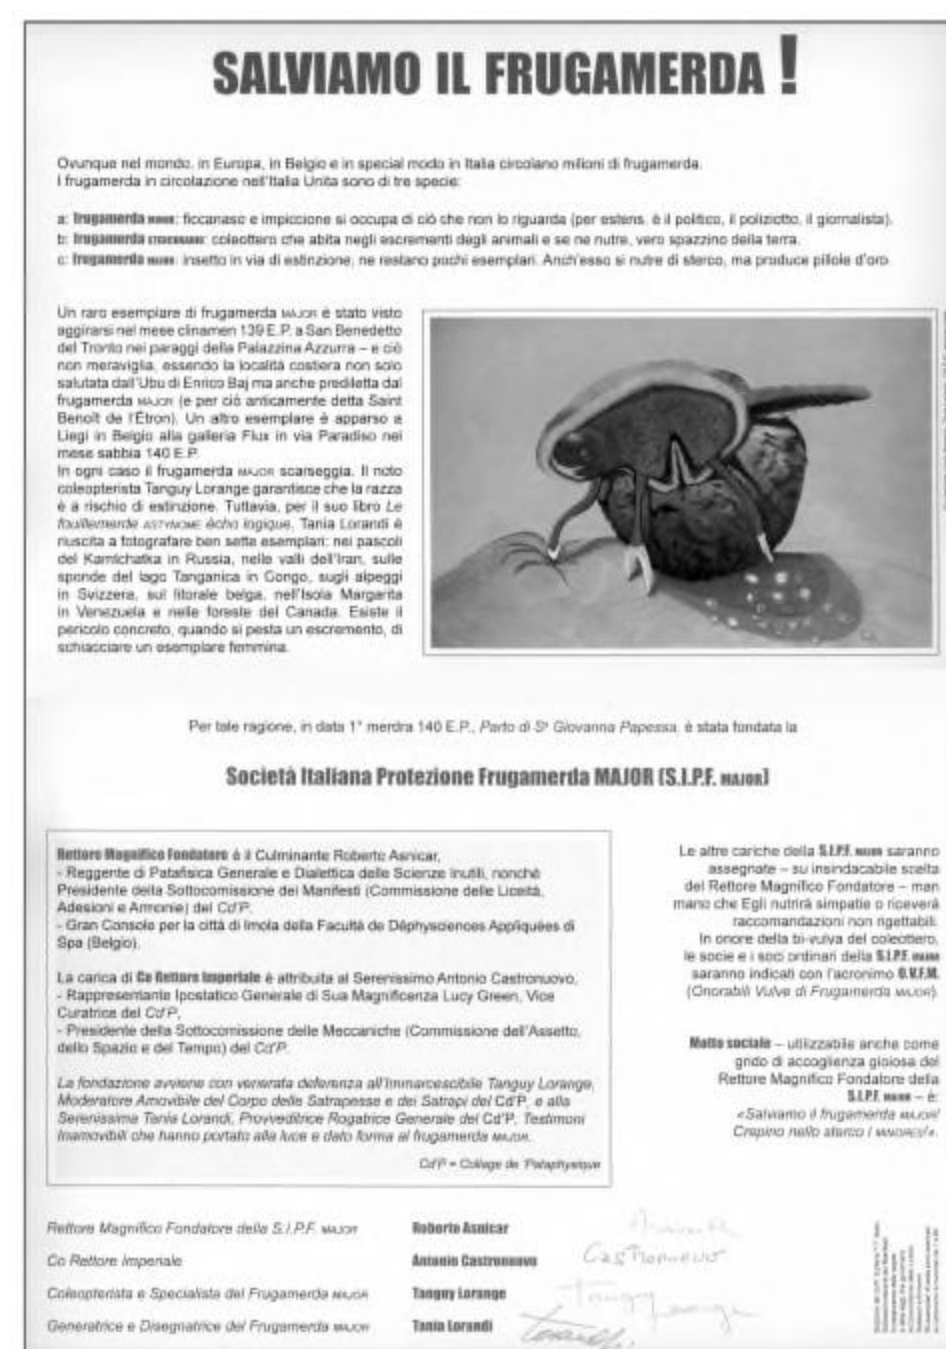 SALVIAMO IL FRUGAMERDA !
Ovunque nel mondo, in Europa, in Belgio e in special modo in Italia circolano milioni di frugamerda.
I frugamerda in circolazione nell'Italia Unita sono di tre specie:
a: frugamerda: ficcanaso e impiccione si occupa di ciò che non lo riguarda (per estens. è il politico, il poliziotto, il giornalista).
b: frugamerda: coleottero che abita negli escrementi degli animali e se ne nutre, vero spazzino della terra.
c: frugamerda: insetto in via di estinzione, ne restano pochi esemplari. Anch'esso si nutre di sterco, ma produce pillole d'oro.
Un raro esemplare di frugamerda MAJOR è stato visto
aggirarsi nel mese clinamen 139 E.P. a San Benedetto
del Tronto nei paraggi della Palazzina Azzurra – e ciò
non meraviglia, essendo la località costiera non solo
salutata dall'Ubu di Enrico Baj ma anche prediletta dal
frugamerda MAJOR (e per ciò anticamente detta Saint
Benoît de l'Étron). Un altro esemplare è apparso a
Liegi in Belgio alla galleria Flux in via Paradiso nel
mese sabbia 140 E.P.
In ogni caso il frugamerda MAJOR scarseggia. Il noto
coleopterista Tanguy Lorange garantisce che la razza
è a rischio di estinzione. Tuttavia, per il suo libro Le
fouillemerde ASTYNOME écho logique, Tania Lorandi è
riuscita a fotografare ben sette esemplari: nei pascoli
del Kamichatka in Russia, nelle valli dell'Iran, sulle
sponde del lago Tanganica in Congo, sugli alpeggi
in Svizzera, sul litorale belga, nell'Isola Margarita
in Venezuela e nelle foreste del Canada. Esiste il
pericolo concreto, quando si pesta un escremento, di
schiacciare un esemplare femmina.
Per tale ragione, in data 1° merdra 140 E.P., Parto di Sª Giovanna Papessa, è stata fondata la
Società Italiana Protezione Frugamerda MAJOR (S.I.P.F. MAJOR)
Rettore Magnifico Fondatore è il Culminante Roberto Asnicar,
- Reggente di Patafisica Generale e Dialettica delle Scienze Inutili, nonché
Presidente della Sottocomissione dei Manifesti (Commissione delle Liceità,
Adesioni e Armonie) del Cd'P.
- Gran Console per la città di Imola della Faculté de Déphysciences Appliquées di
Spa (Belgio).
La carica di Co Rettore Imperiale è attribuita al Serenissimo Antonio Castronuovo,
- Rappresentante Ipostatico Generale di Sua Magnificenza Lucy Green, Vice
Curatrice del Cd'P,
- Presidente della Sottocomissione delle Meccaniche (Commissione dell'Assetto,
dello Spazio e del Tempo) del Cd'P.
La fondazione avviene con venerata deferenza all'Immarcescibile Tanguy Lorange,
Moderatore Amovibile del Corpo delle Satrapesse e dei Satrapi del Cd'P, e alla
Serenissima Tania Lorandi, Provveditrice Rogatrice Generale del Cd'P, Testimoni
Inamovibili che hanno portato alla luce e dato forma al frugamerda MAJOR.
Cd'P = Collage de 'Pataphysique
Le altre cariche della S.I.P.F. MAJOR saranno
assegnate – su insindacabile scelta
del Rettore Magnifico Fondatore – man
mano che Egli nutrirà simpatie o riceverà
raccomandazioni non rigettabili.
In onore della bi-vulva del coleottero,
le socie e i soci ordinari della S.I.P.F. MAJOR
saranno indicati con l'acronimo O.V.F.M.
(Onorabili Vulve di Frugamerda MAJOR).
Motto sociale – utilizzabile anche come
grido di accoglienza gioiosa del
Rettore Magnifico Fondatore della
S.I.P.F. MAJOR – è:
«Salviamo il frugamerda MAJOR!
Crepino nello sterco i MINORES!».
Rettore Magnifico Fondatore della S.I.P.F. MAJOR Roberto Asnicar
Co Rettore Imperiale Antonio Castronuovo Castronuovo
Coleopterista e Specialista del Frugamerda MAJOR Tanguy Lorange Tanguy Lorange
Generatrice e Disegnatrice del Frugamerda MAJOR Tania Lorandi Lorandi